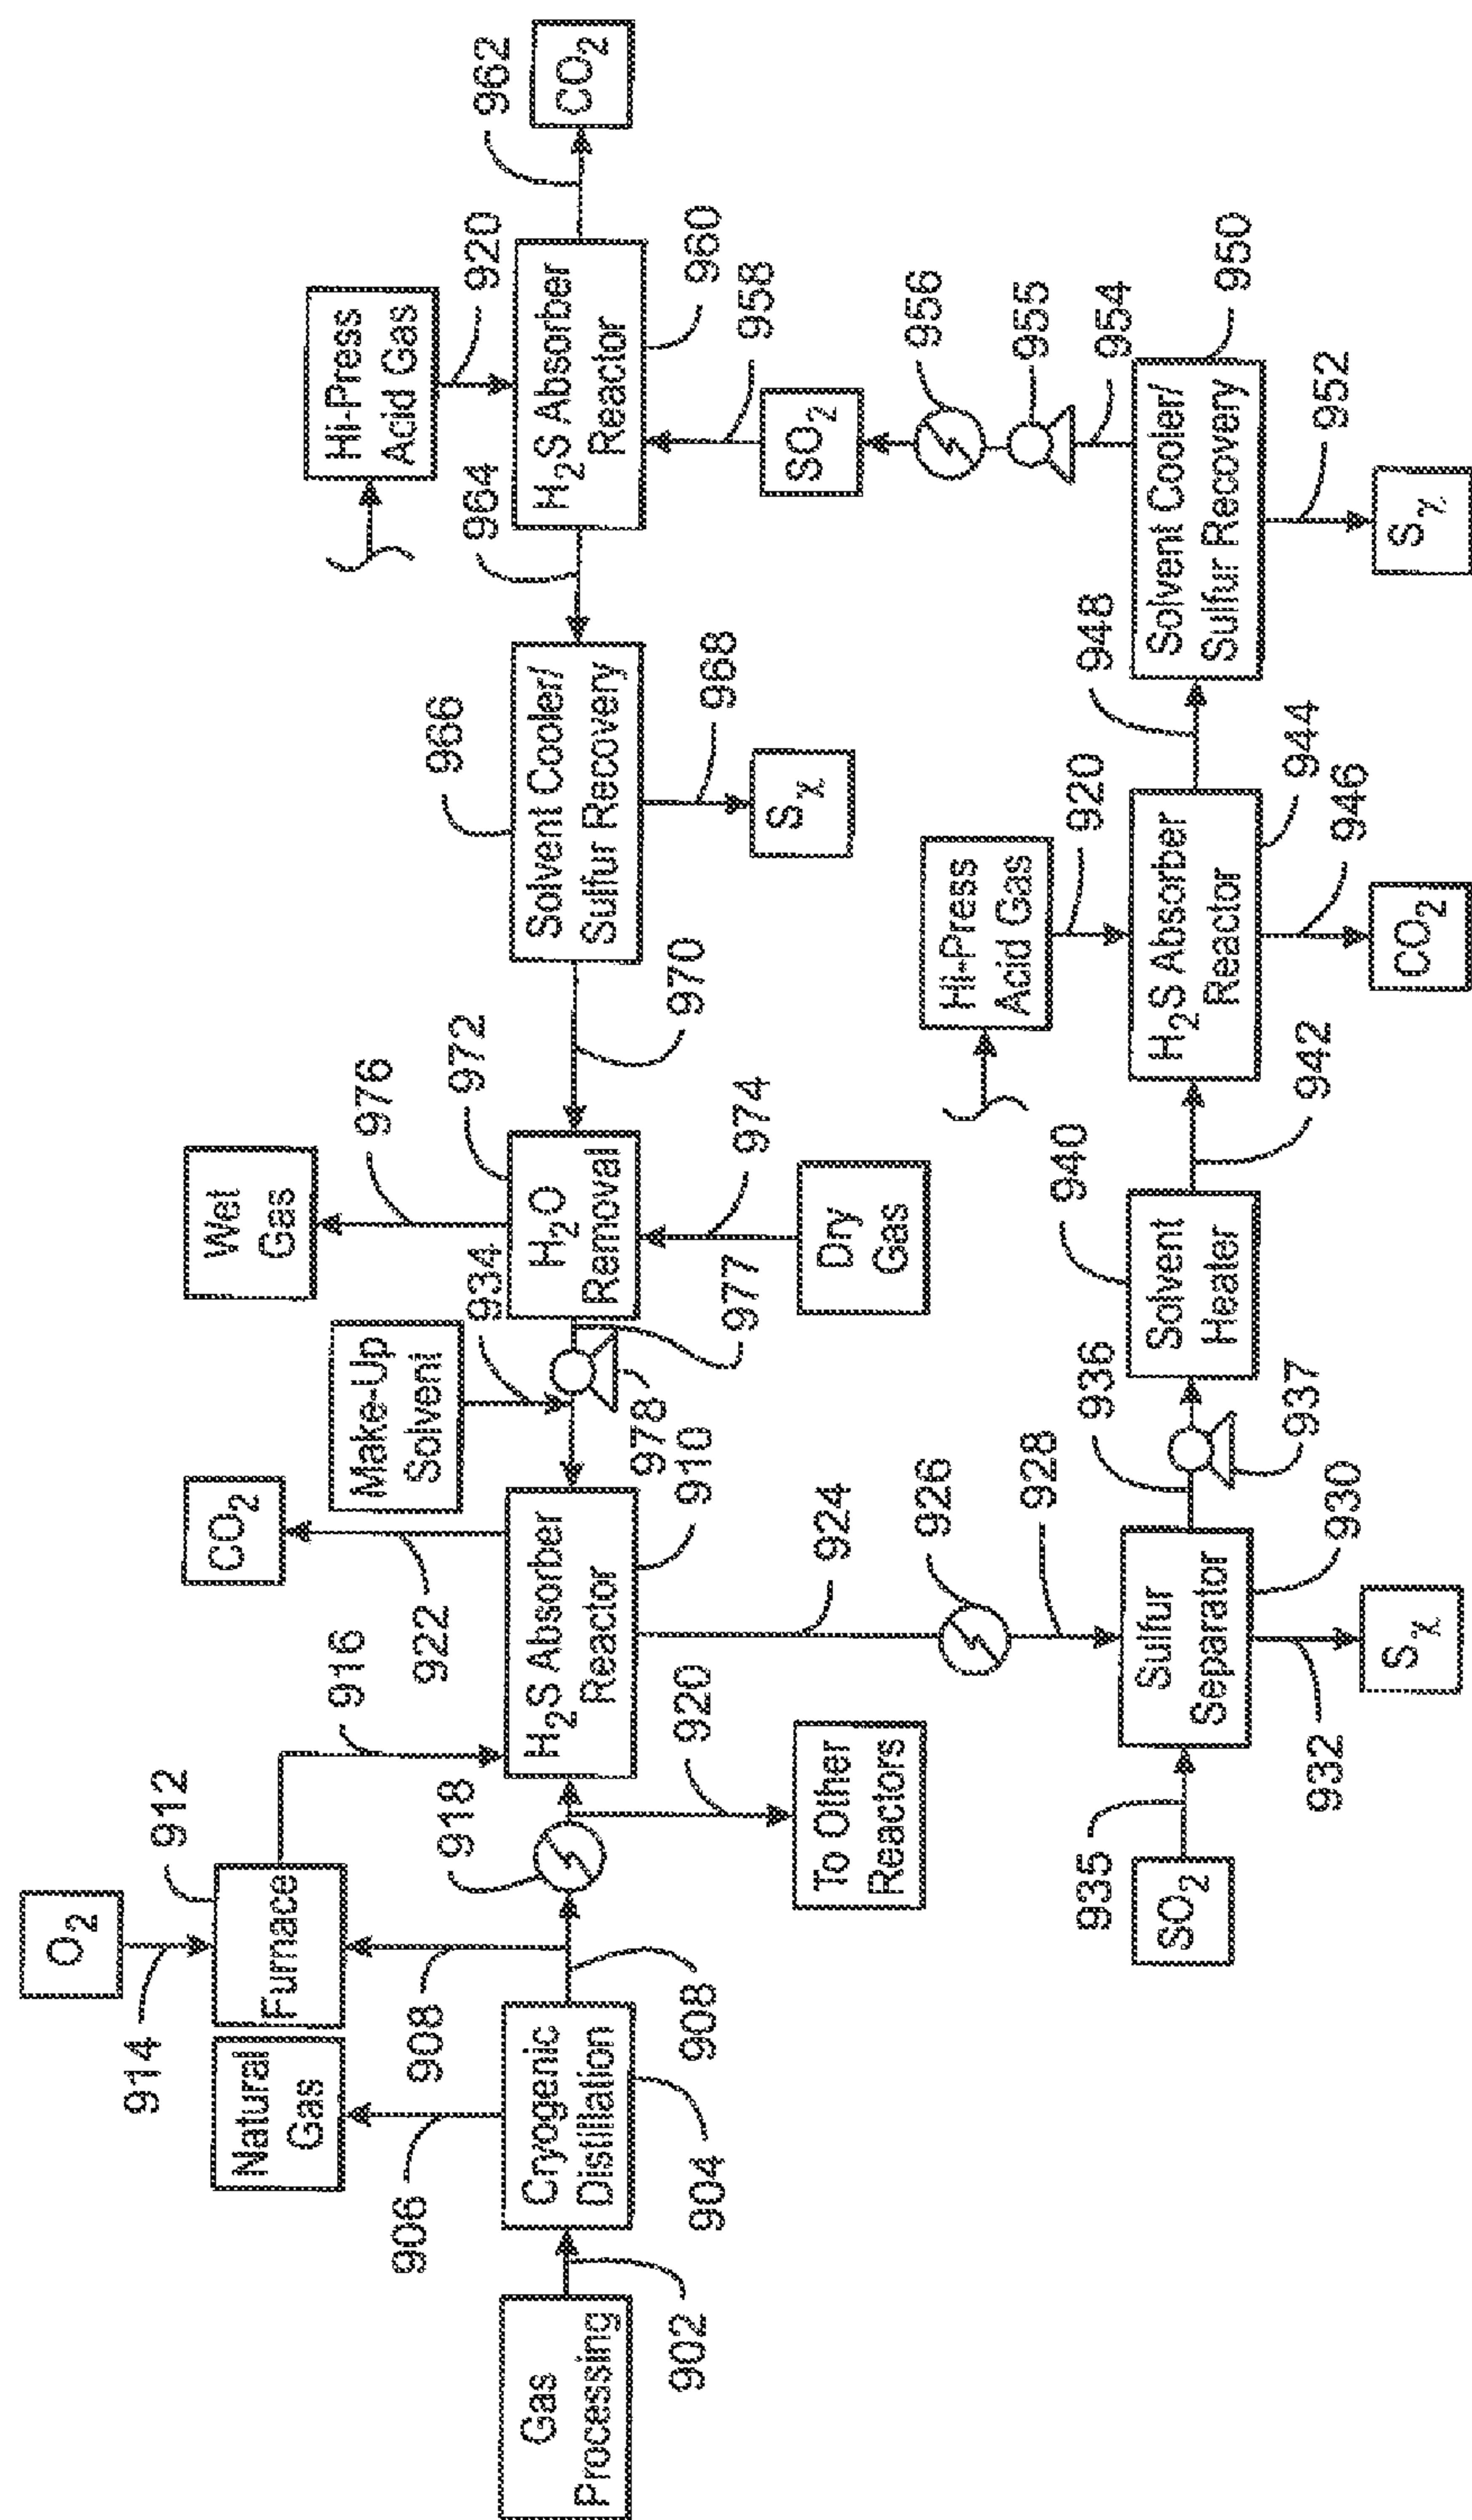 O2
914
912
Furnace
Natural
Gas
906
908
916
CO2
922
Make-Up
Solvent
934
Wet
Gas
976
972
966
Hi-Press
Acid Gas
920
964
962
CO2
Gas
Processing
902
Cryogenic
Distillation
904
908
918
H2S Absorber
Reactor
910
978
977
H2O
Removal
974
970
Solvent Cooler/
Sulfur Recovery
968
H2S Absorber
Reactor
960
958
920
To Other
Reactors
924
926
928
Dry
Gas
Sχ
SO2
956
955
954
Hi-Press
Acid Gas
920
935
SO2
Sulfur
Separator
930
932
Sχ
936
937
940
Solvent
Heater
942
H2S Absorber
Reactor
944
946
CO2
948
Solvent Cooler/
Sulfur Recovery
950
952
Sχ